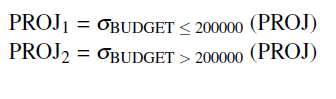 PROJ₁ = σBUDGET ≤ 200000 (PROJ)
PROJ₂ = σBUDGET > 200000 (PROJ)